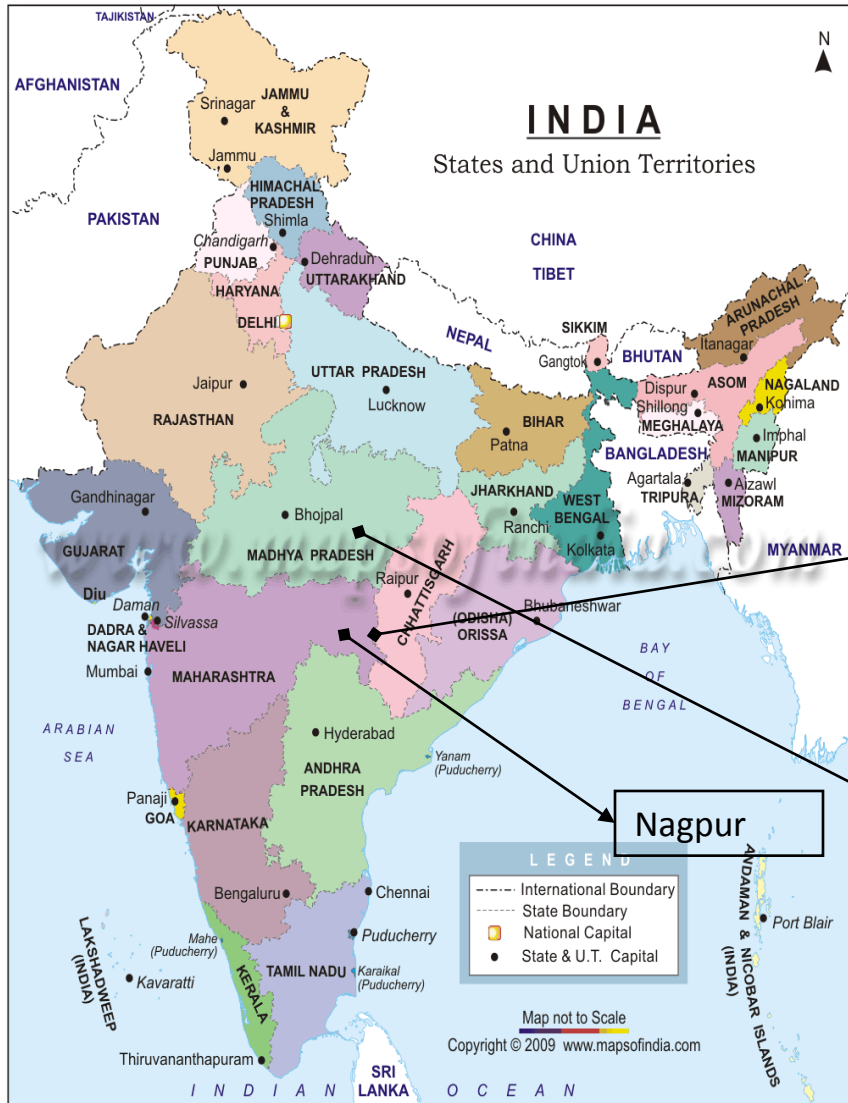 TAJIKISTAN
AFGHANISTAN
JAMMU
&
KASHMIR
Srinagar
Jammu
N
INDIA
States and Union Territories
HIMACHAL
PRADESH
Shimla
PAKISTAN
Chandigarh
PUNJAB
Dehradun
UTTARAKHAND
HARYANA
DELHI
CHINA
TIBET
NEPAL
SIKKIM
Gangtok
BHUTAN
ARUNACHAL
PRADESH
Itanagar
UTTAR PRADESH
Lucknow
Jaipur
RAJASTHAN
BIHAR
Patna
Dispur
ASOM
Shillong
MEGHALAYA
NAGALAND
Kohima
Imphal
MANIPUR
BANGLADESH
Agartala
TRIPURA
Aizawl
MIZORAM
MYANMAR
Gandhinagar
GUJARAT
Bhojpal
MADHYA PRADESH
JHARKHAND
Ranchi
WEST
BENGAL
Kolkata
www.mapsofindia.com
Diu
Daman
Silvassa
DADRA &
NAGAR HAVELI
Raipur
CHHATTISGARH
Bhubaneshwar
(ODISHA)
ORISSA
Mumbai
MAHARASHTRA
BAY
OF
BENGAL
ARABIAN
SEA
Hyderabad
ANDHRA
PRADESH
Yanam
(Puducherry)
Panaji
GOA
KARNATAKA
Nagpur
LEGEND
International Boundary
State Boundary
National Capital
State & U.T. Capital
Bengaluru
Chennai
Mahe
(Puducherry)
Puducherry
KERALA
TAMIL NADU
Karaikal
(Puducherry)
LAKSHADWEEP
(INDIA)
Kavaratti
ANDAMAN & NICOBAR ISLANDS
(INDIA)
Port Blair
Thiruvananthapuram
Map not to Scale
Copyright © 2009 www.mapsofindia.com
SRI
LANKA
INDIAN OCEAN